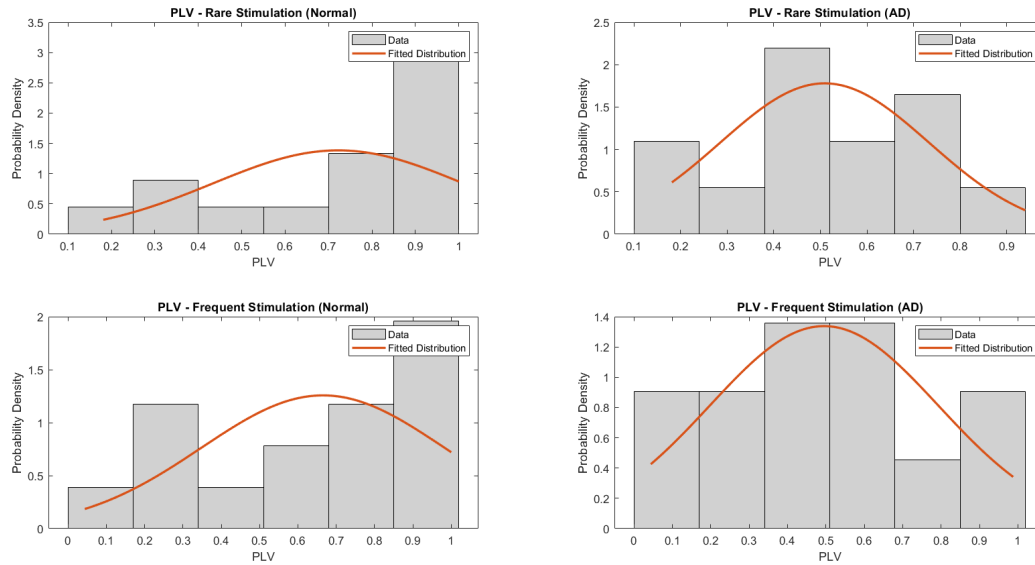 PLV - Rare Stimulation (Normal)
3.5
3
2.5
2
1.5
1
0.5
0
Probability Density
Data
Fitted Distribution
0.1 0.2 0.3 0.4 0.5 0.6 0.7 0.8 0.9 1
PLV
PLV - Rare Stimulation (AD)
2.5
2
1.5
1
0.5
0
Probability Density
Data
Fitted Distribution
0.1 0.2 0.3 0.4 0.5 0.6 0.7 0.8 0.9
PLV
PLV - Frequent Stimulation (Normal)
2
1.5
1
0.5
0
Probability Density
Data
Fitted Distribution
0 0.1 0.2 0.3 0.4 0.5 0.6 0.7 0.8 0.9 1
PLV
PLV - Frequent Stimulation (AD)
1.4
1.2
1
0.8
0.6
0.4
0.2
0
Probability Density
Data
Fitted Distribution
0 0.1 0.2 0.3 0.4 0.5 0.6 0.7 0.8 0.9 1
PLV